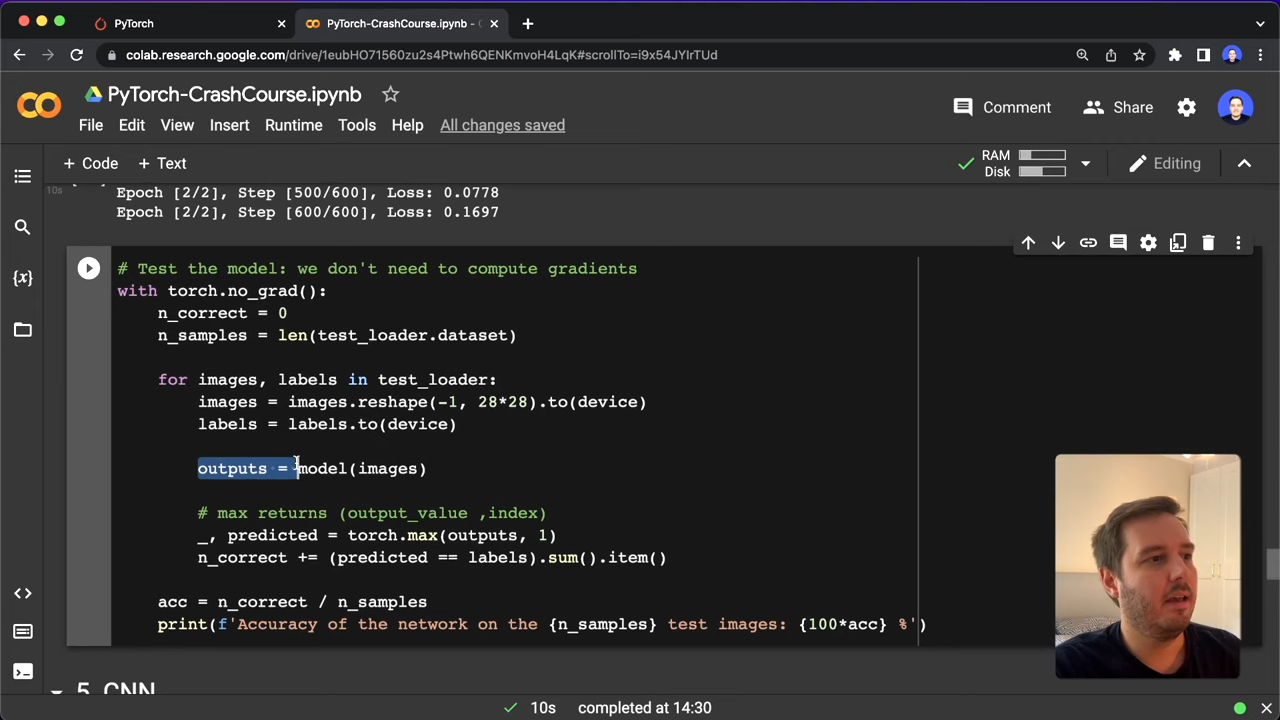 PyTorch
PyTorch-CrashCourse.ipynb -
colab.research.google.com/drive/1eubHO71560zu2s4Ptwh6QENKmvoH4LqK#scrollTo=i9x54JYIrTUd
PyTorch-CrashCourse.ipynb
Comment
Share
File Edit View Insert Runtime Tools Help All changes saved
+ Code + Text
RAM
Disk
Editing
10s
Epoch [2/2], Step [500/600], Loss: 0.0778
Epoch [2/2], Step [600/600], Loss: 0.1697
# Test the model: we don't need to compute gradients
with torch.no_grad():
n_correct = 0
n_samples = len(test_loader.dataset)
for images, labels in test_loader:
images = images.reshape(-1, 28*28).to(device)
labels = labels.to(device)
outputs = model(images)
# max returns (output_value ,index)
_, predicted = torch.max(outputs, 1)
n_correct += (predicted == labels).sum().item()
acc = n_correct / n_samples
print(f'Accuracy of the network on the {n_samples} test images: {100*acc} %')
5. CNN
10s completed at 14:30